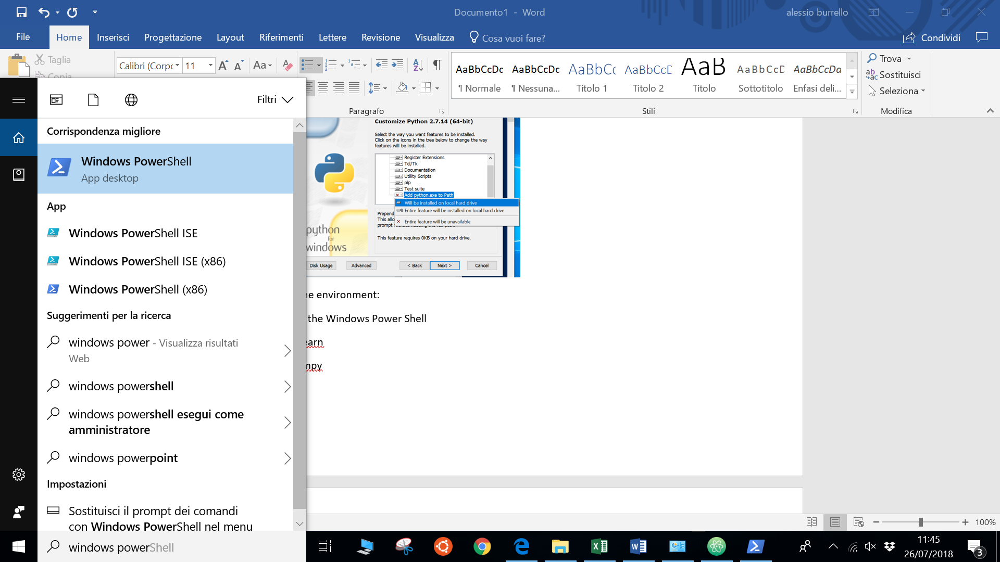 Documento1 - Word
alessio burrello
File
Home
Inserisci
Progettazione
Layout
Riferimenti
Lettere
Revisione
Visualizza
Cosa vuoi fare?
Condividi
Taglia
Copia
Calibri (Corpo
11
Aa
AaBbCcDc
¶ Normale
AaBbCcDc
¶ Nessuna...
AaBbCc
Titolo 1
AaBbCcD
Titolo 2
AaB
Titolo
AaBbCcD
Sottotitolo
AaBbCcDd
Enfasi deli...
Trova
Sostituisci
Seleziona
Paragrafo
Stili
Modifica
Filtri
Corrispondenza migliore
Windows PowerShell
App desktop
App
Windows PowerShell ISE
Windows PowerShell ISE (x86)
Windows PowerShell (x86)
Suggerimenti per la ricerca
windows power - Visualizza risultati
Web
windows powershell
windows powershell esegui come
amministratore
windows powerpoint
Impostazioni
Sostituisci il prompt dei comandi
con Windows PowerShell nel menu
windows powerShell
Customize Python 2.7.14 (64-bit)
Select the way you want features to be installed.
Click on the icons in the tree below to change the way
features will be installed.
Register Extensions
Tcl/Tk
Documentation
Utility Scripts
pip
Test suite
Add python.exe to Path
Will be installed on local hard drive
Entire feature will be installed on local hard drive
Entire feature will be unavailable
Prepend
This allo
prompt without needing the full path.
This feature requires 0KB on your hard drive.
python
for
windows
Disk Usage
Advanced
< Back
Next >
Cancel
he environment:
the Windows Power Shell
earn
mpy
100%
11:45
26/07/2018
3